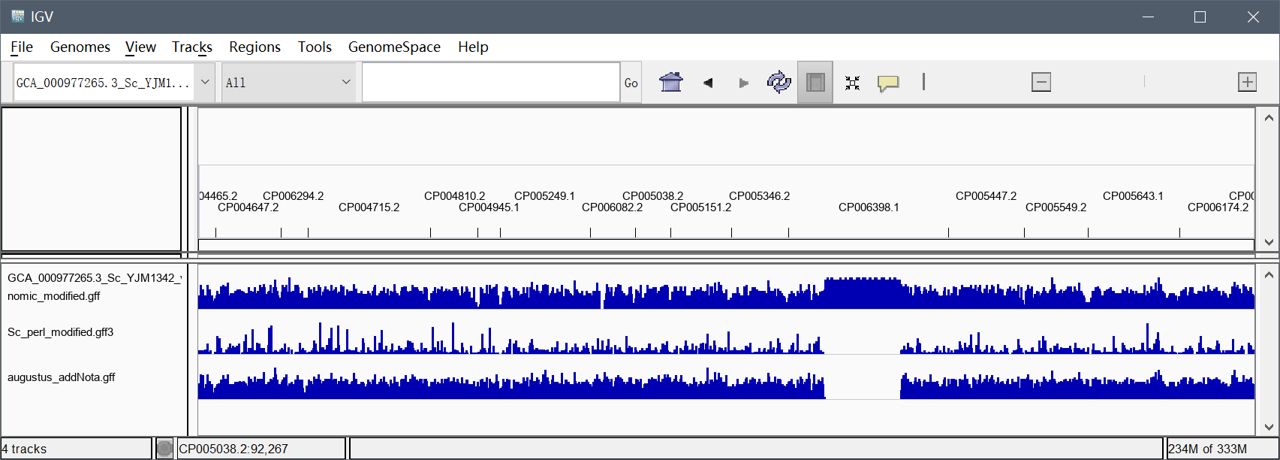 IGV
File Genomes View Tracks Regions Tools GenomeSpace Help
GCA_000977265.3_Sc_YJM1... All Go
04465.2 CP006294.2 CP004810.2 CP005249.1 CP005038.2 CP005346.2 CP005447.2 CP005643.1 CP00
CP004647.2 CP004715.2 CP004945.1 CP006082.2 CP005151.2 CP006398.1 CP005549.2 CP006174.2
GCA_000977265.3_Sc_YJM1342_
nomic_modified.gff
Sc_perl_modified.gff3
augustus_addNota.gff
4 tracks CP005038.2:92,267 234M of 333M